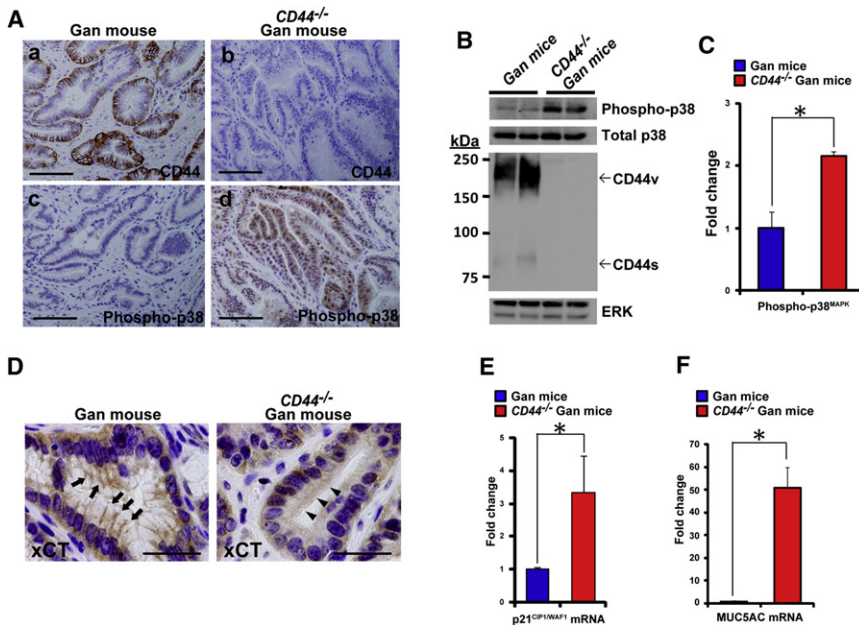 A
Gan mouse
CD44-/-
Gan mouse
a
CD44
b
CD44
c
Phospho-p38
d
Phospho-p38
B
Gan mice
CD44-/-
Gan mice
Phospho-p38
Total p38
kDa
250
150
100
75
←CD44v
←CD44s
ERK
C
Gan mice
CD44-/- Gan mice
Fold change
3
2
1
0
*
Phospho-p38MAPK
D
Gan mouse
CD44-/-
Gan mouse
xCT
xCT
E
Gan mice
CD44-/- Gan mice
Fold change
5
4
3
2
1
0
*
p21CIP1/WAF1 mRNA
F
Gan mice
CD44-/- Gan mice
Fold change
70
60
50
40
30
20
10
0
*
MUC5AC mRNA